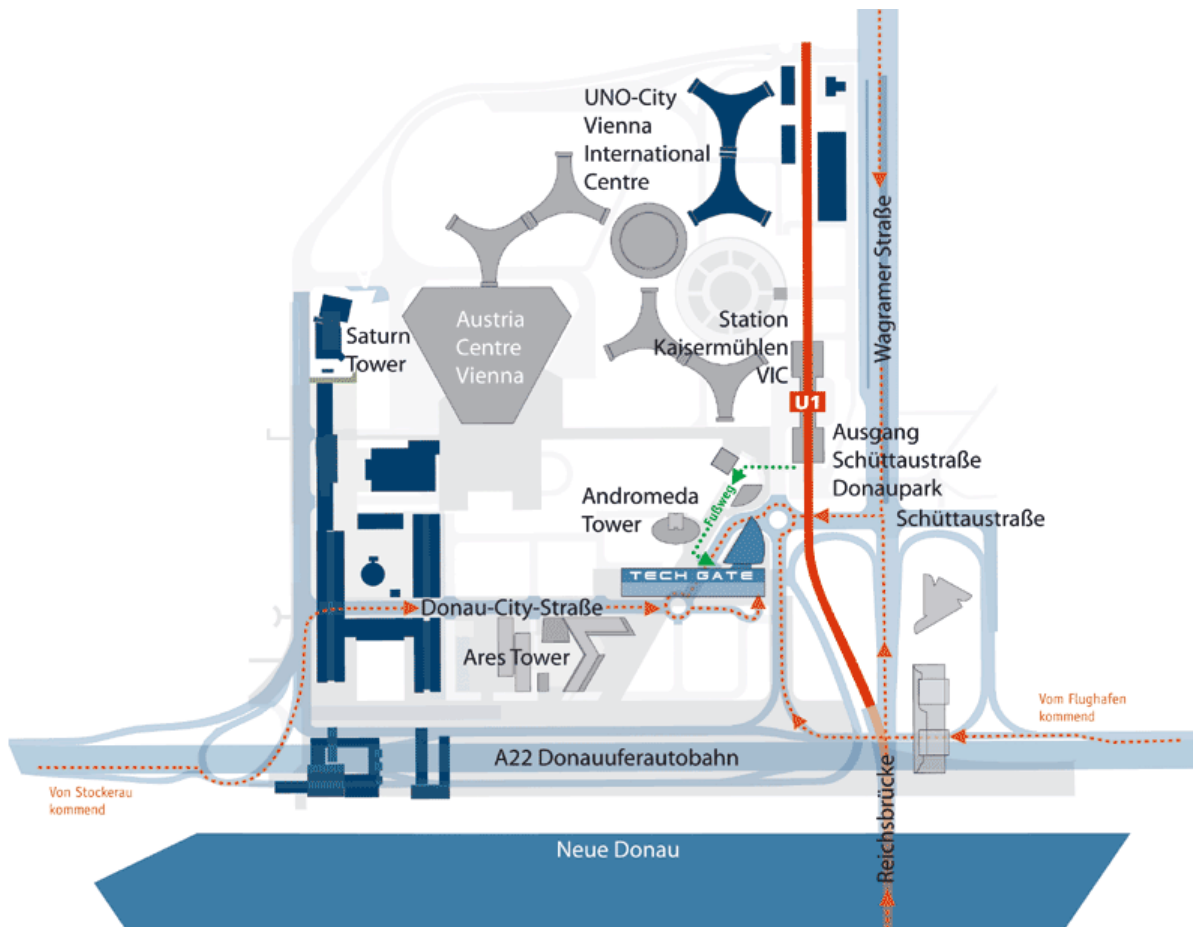 UNO-City
Vienna
International
Centre
Wagramer Straße
Saturn
Tower
Austria
Centre
Vienna
Station
Kaisermühlen
VIC
U1
Ausgang
Schüttaustraße
Donaupark
Schüttaustraße
Andromeda
Tower
Fußweg
TECH GATE
Donau-City-Straße
Ares Tower
Vom Flughafen
kommend
A22 Donauuferautobahn
Von Stockerau
kommend
Reichsbrücke
Neue Donau